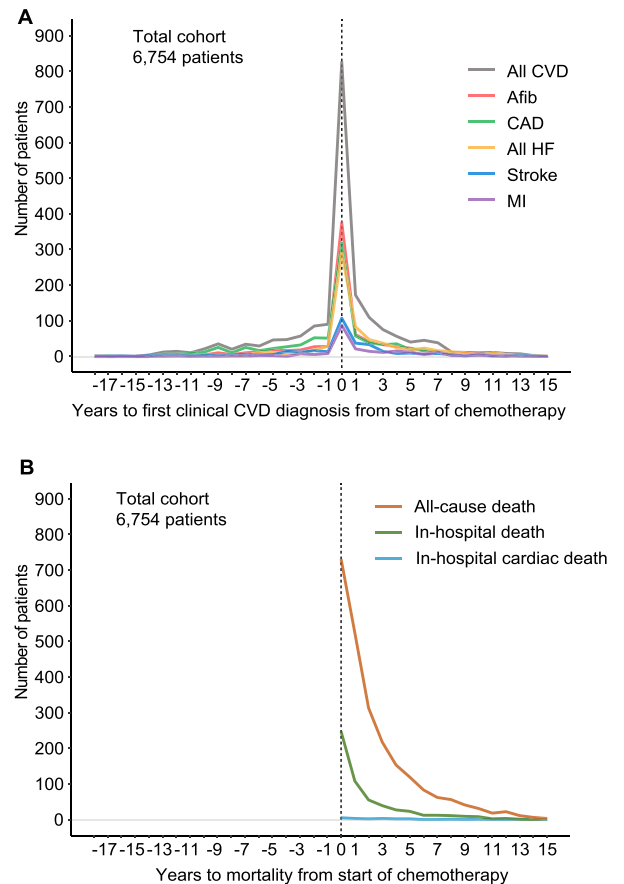 A
Total cohort
6,754 patients
Number of patients
900
800
700
600
500
400
300
200
100
0
All CVD
Afib
CAD
All HF
Stroke
MI
-17 -15 -13 -11 -9 -7 -5 -3 -1 0 1 3 5 7 9 11 13 15
Years to first clinical CVD diagnosis from start of chemotherapy
B
Total cohort
6,754 patients
Number of patients
900
800
700
600
500
400
300
200
100
0
All-cause death
In-hospital death
In-hospital cardiac death
-17 -15 -13 -11 -9 -7 -5 -3 -1 0 1 3 5 7 9 11 13 15
Years to mortality from start of chemotherapy